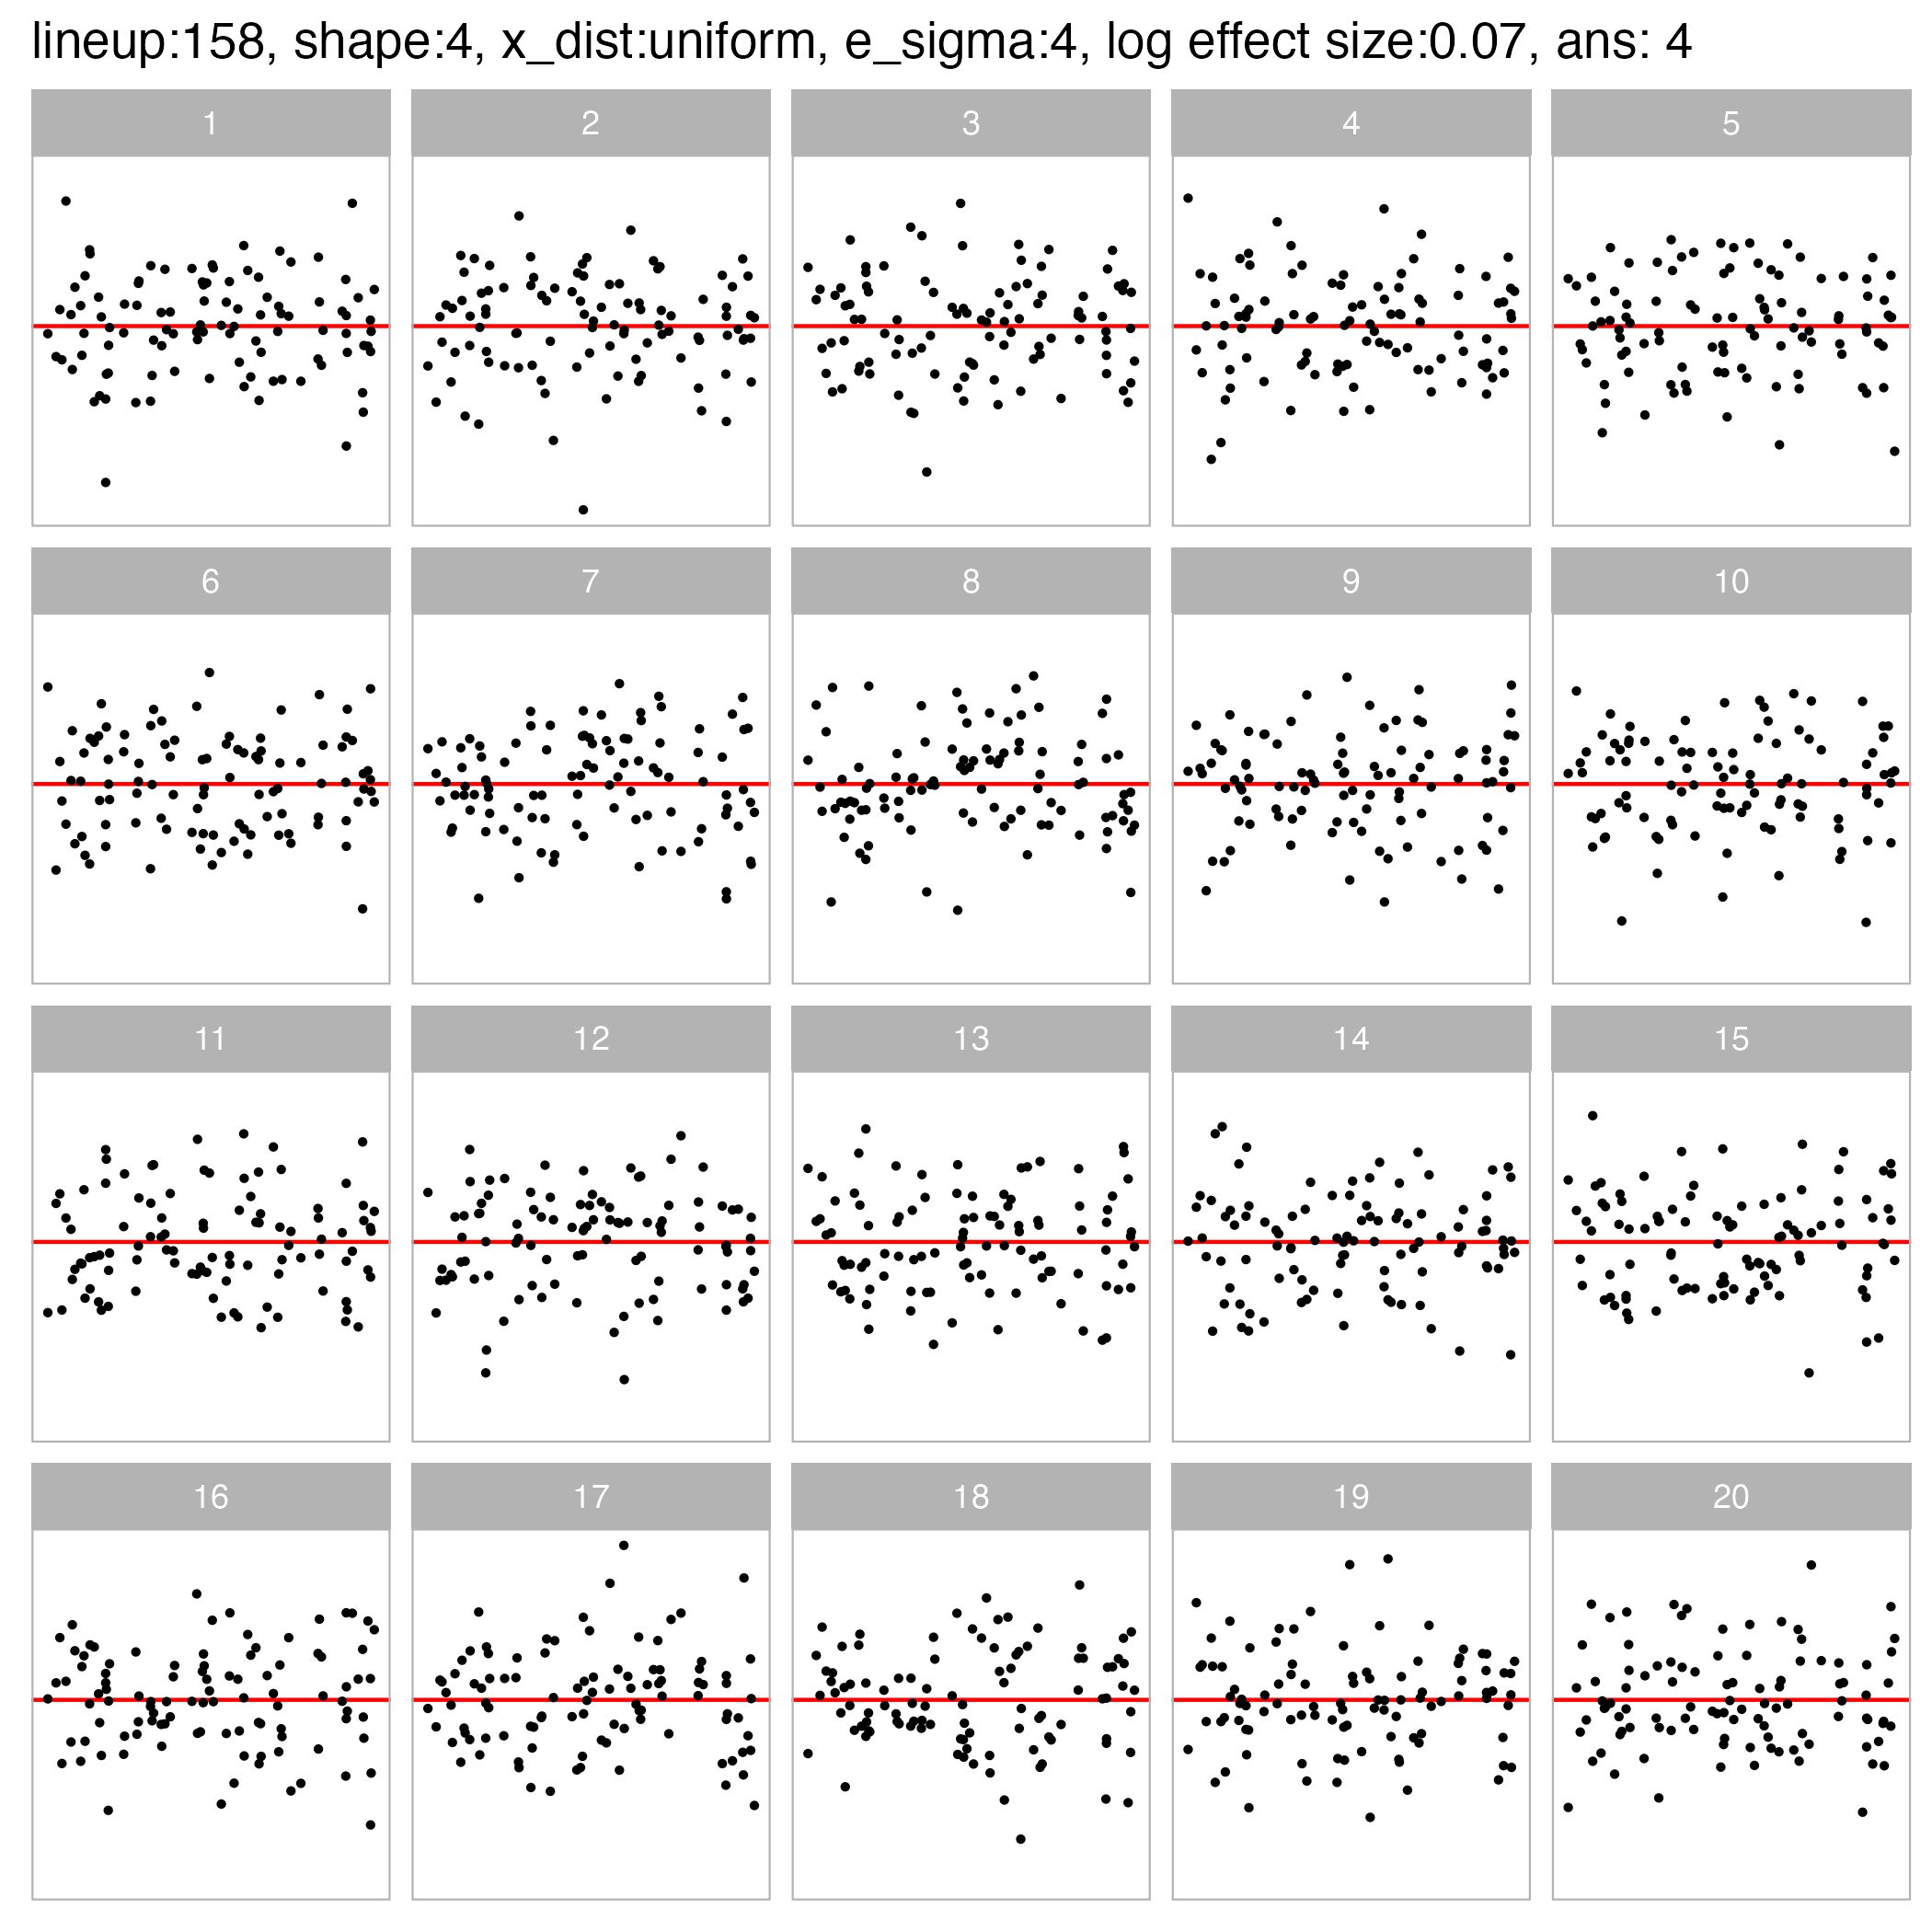 lineup:158, shape:4, x_dist:uniform, e_sigma:4, log effect size:0.07, ans: 4
1 2 3 4 5
6 7 8 9 10
11 12 13 14 15
16 17 18 19 20